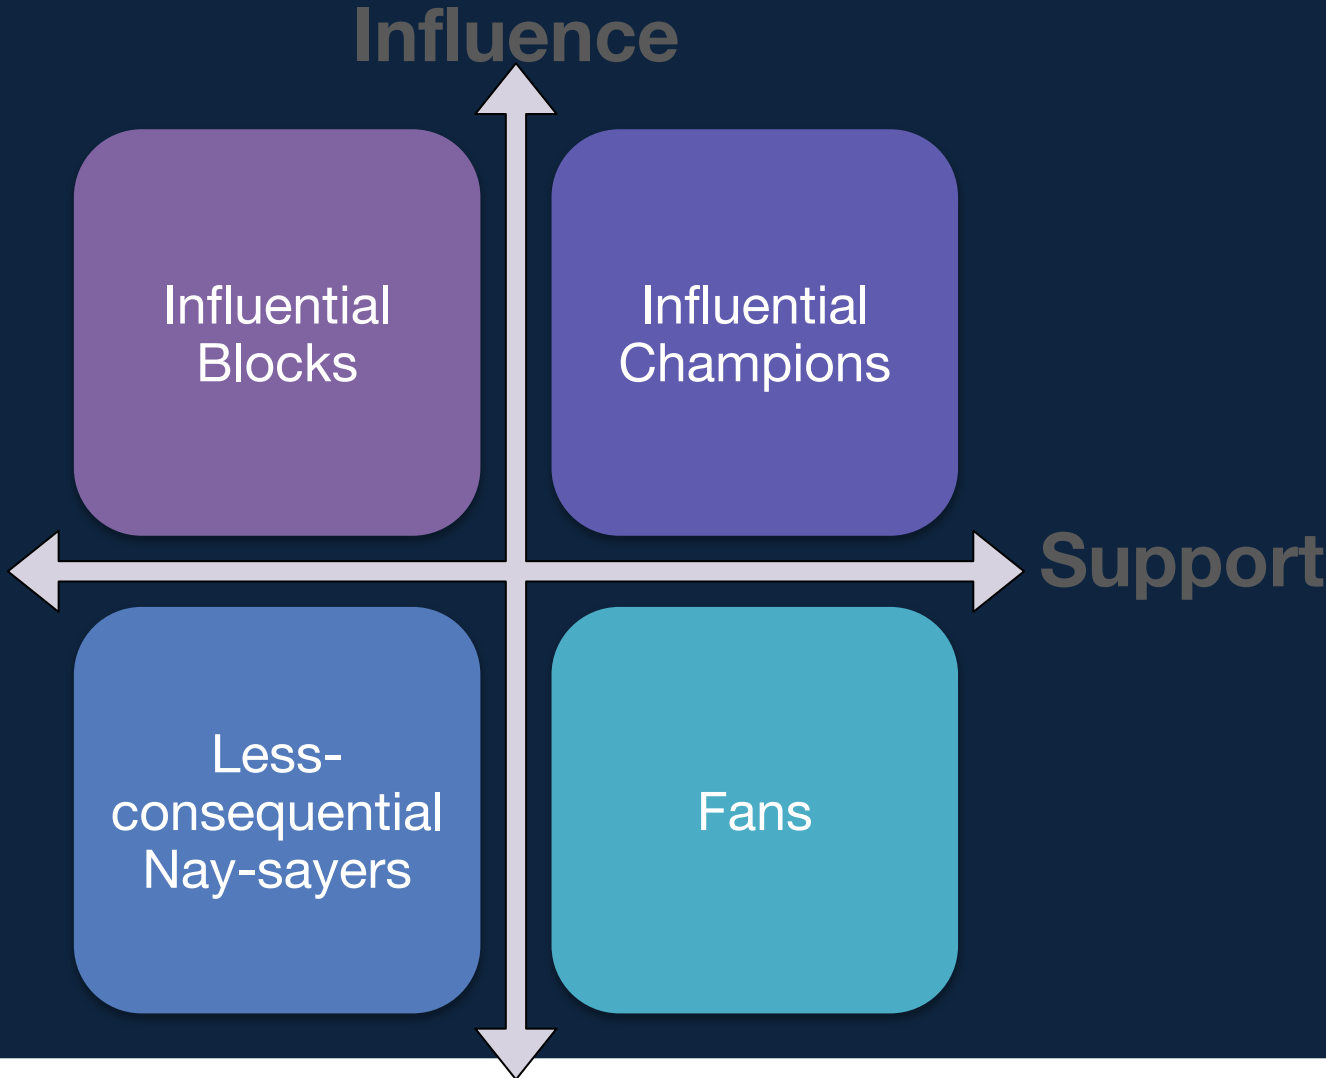 Influence
Influential
Blocks
Influential
Champions
Support
Less-
consequential
Nay-sayers
Fans